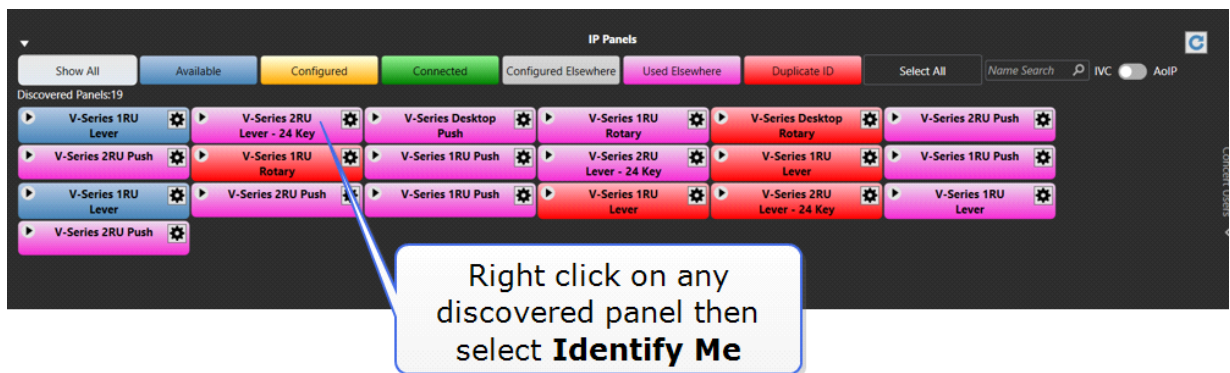 IP Panels
Show All
Available
Configured
Connected
Configured Elsewhere
Used Elsewhere
Duplicate ID
Select All
Name Search
IVC
AoIP
Discovered Panels:19
V-Series 1RU
Lever
V-Series 2RU
Lever - 24 Key
V-Series Desktop
Push
V-Series 1RU
Rotary
V-Series Desktop
Rotary
V-Series 2RU Push
V-Series 2RU Push
V-Series 1RU
Rotary
V-Series 1RU Push
V-Series 2RU
Lever - 24 Key
V-Series 1RU
Lever
V-Series 1RU Push
V-Series 1RU
Lever
V-Series 2RU Push
V-Series 1RU Push
V-Series 1RU
Lever
V-Series 2RU
Lever - 24 Key
V-Series 1RU
Lever
V-Series 2RU Push
Concert Users
Right click on any
discovered panel then
select Identify Me